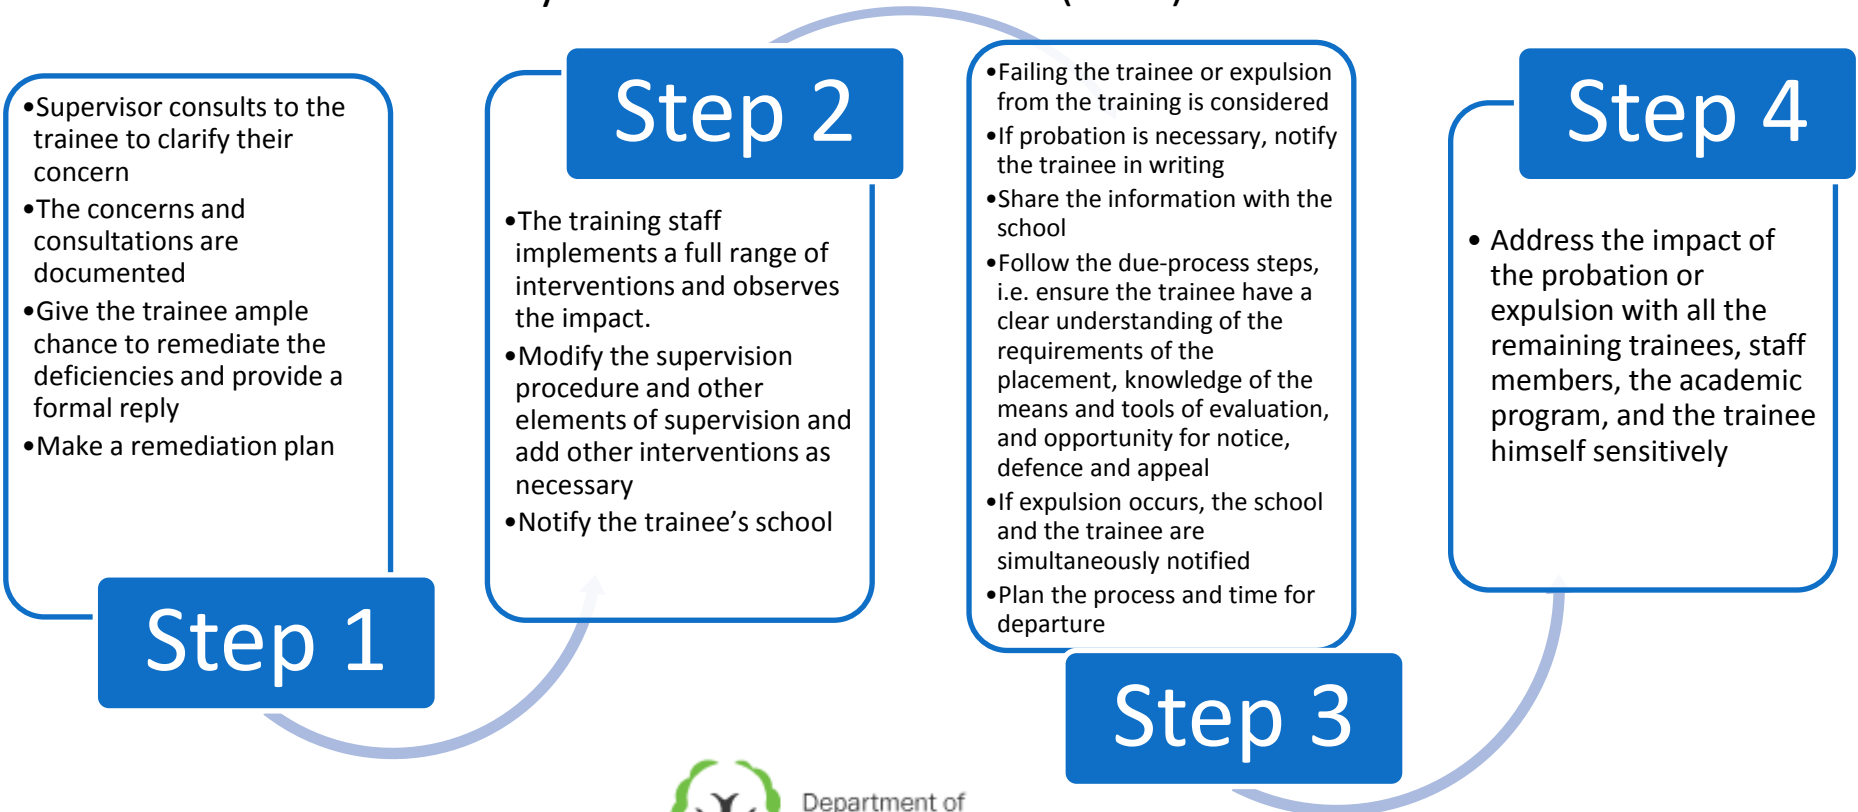 •Supervisor consults to the
trainee to clarify their
concern
•The concerns and
consultations are
documented
•Give the trainee ample
chance to remediate the
deficiencies and provide a
formal reply
•Make a remediation plan
Step 1
Step 2
•The training staff
implements a full range of
interventions and observes
the impact.
•Modify the supervision
procedure and other
elements of supervision and
add other interventions as
necessary
•Notify the trainee’s school
•Failing the trainee or expulsion
from the training is considered
•If probation is necessary, notify
the trainee in writing
•Share the information with the
school
•Follow the due-process steps,
i.e. ensure the trainee have a
clear understanding of the
requirements of the
placement, knowledge of the
means and tools of evaluation,
and opportunity for notice,
defence and appeal
•If expulsion occurs, the school
and the trainee are
simultaneously notified
•Plan the process and time for
departure
Step 3
Step 4
• Address the impact of
the probation or
expulsion with all the
remaining trainees, staff
members, the academic
program, and the trainee
himself sensitively
Department of